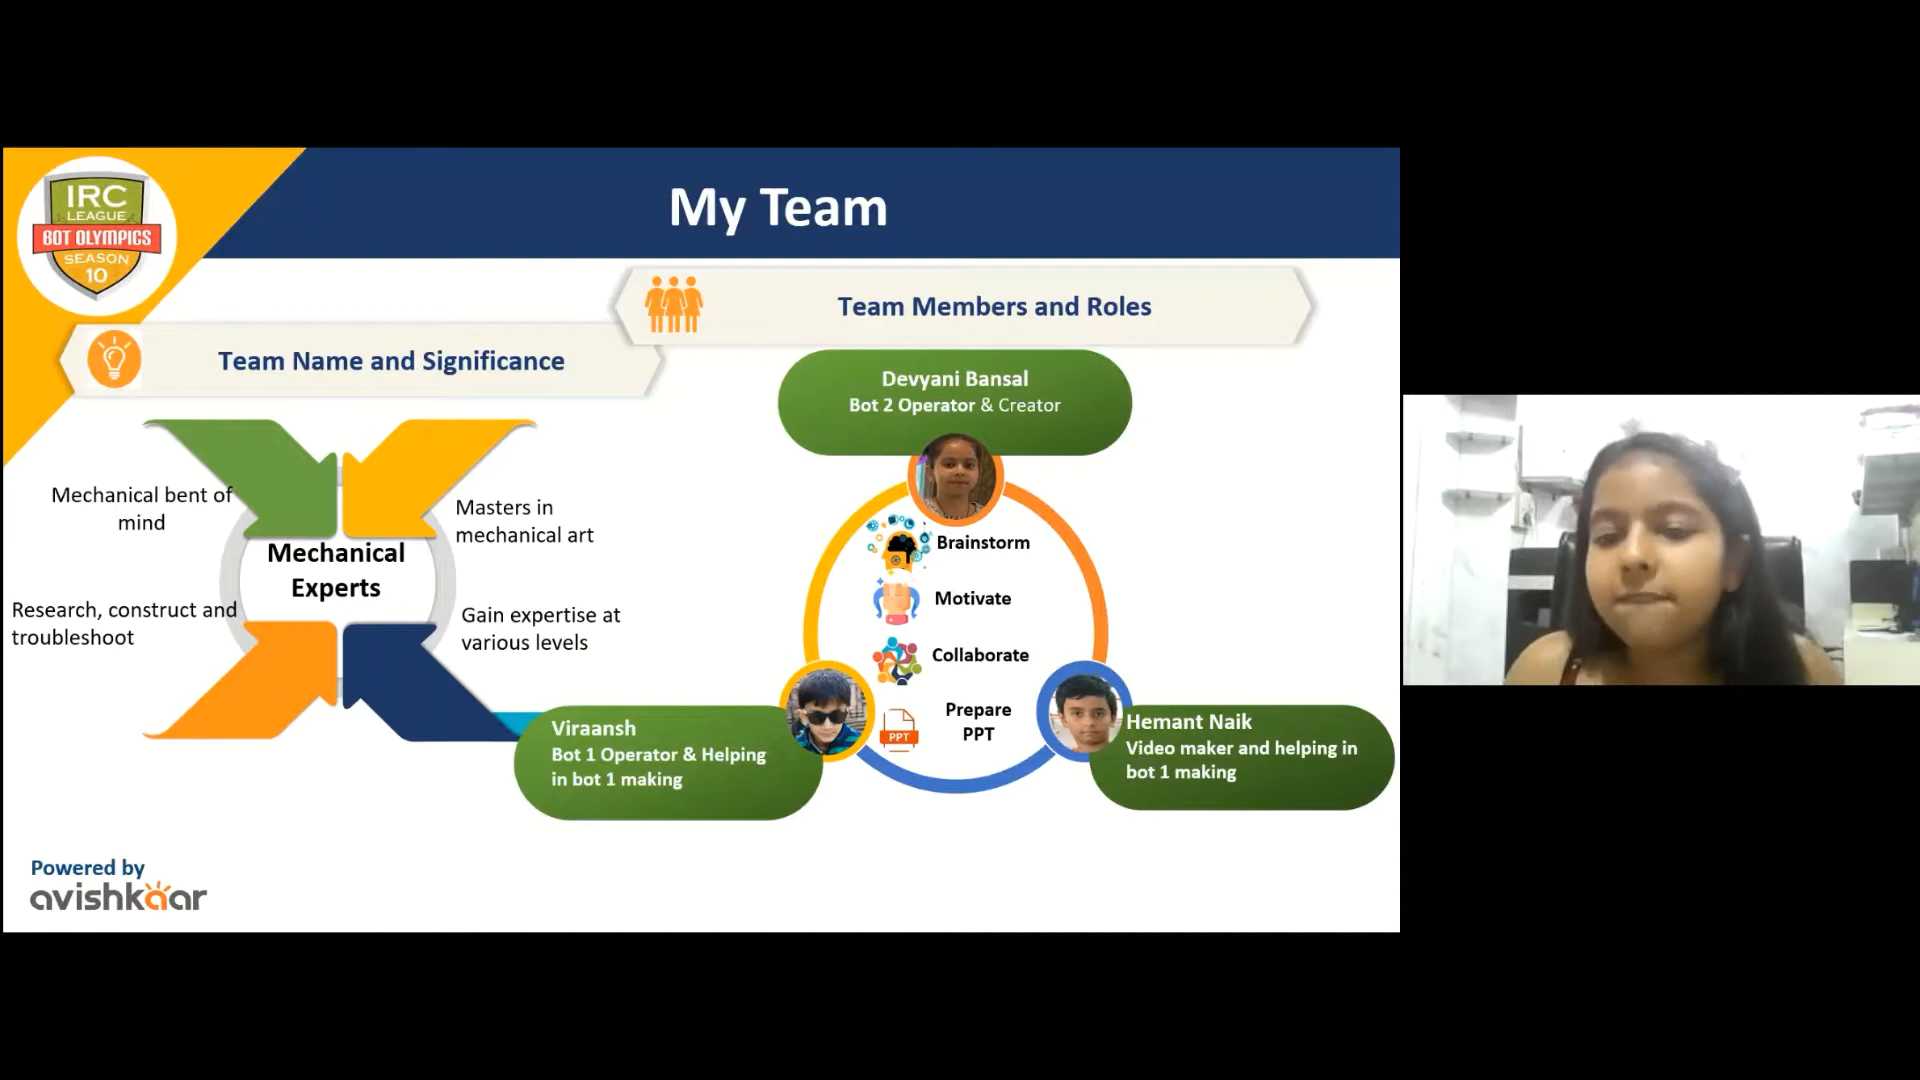 IRC
LEAGUE
BOT OLYMPICS
SEASON
10
My Team
Team Members and Roles
Team Name and Significance
Mechanical bent of
mind
Masters in
mechanical art
Mechanical
Experts
Research, construct and
troubleshoot
Gain expertise at
various levels
Devyani Bansal
Bot 2 Operator & Creator
Brainstorm
Motivate
Collaborate
Prepare
PPT
PPT
Viraansh
Bot 1 Operator & Helping
in bot 1 making
Hemant Naik
Video maker and helping in
bot 1 making
Powered by
avishkaar